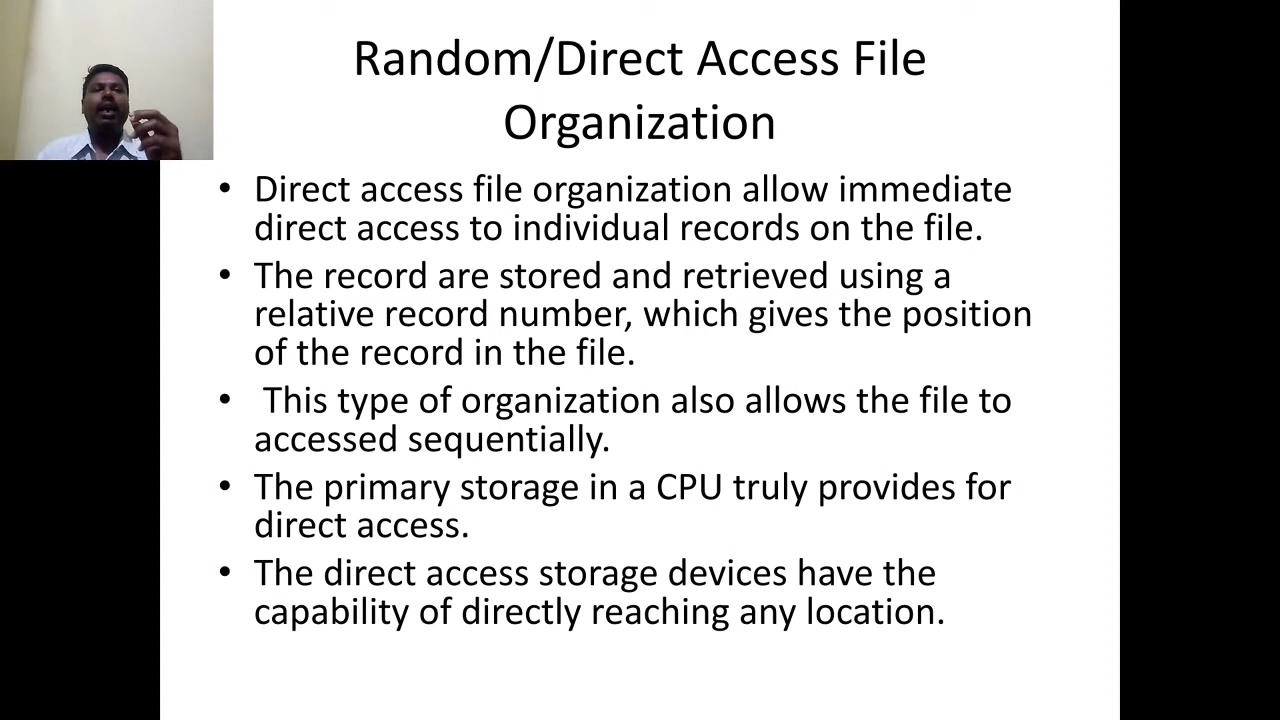 Random/Direct Access File
Organization
• Direct access file organization allow immediate
direct access to individual records on the file.
• The record are stored and retrieved using a
relative record number, which gives the position
of the record in the file.
• This type of organization also allows the file to
accessed sequentially.
• The primary storage in a CPU truly provides for
direct access.
• The direct access storage devices have the
capability of directly reaching any location.